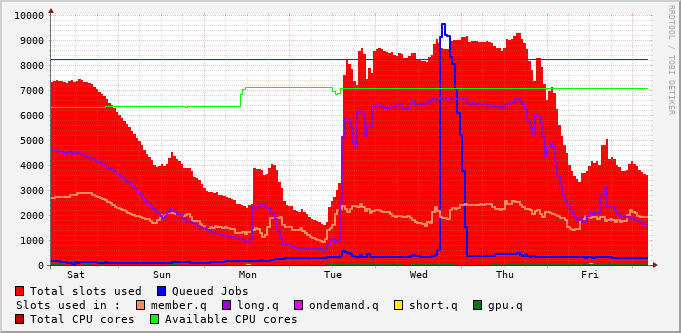 10000
9000
8000
7000
6000
5000
4000
3000
2000
1000
0
Sat Sun Mon Tue Wed Thu Fri
RRDTOOL / TOBI OETIKER
Total slots used Queued Jobs
Slots used in : member.q long.q ondemand.q short.q gpu.q
Total CPU cores Available CPU cores